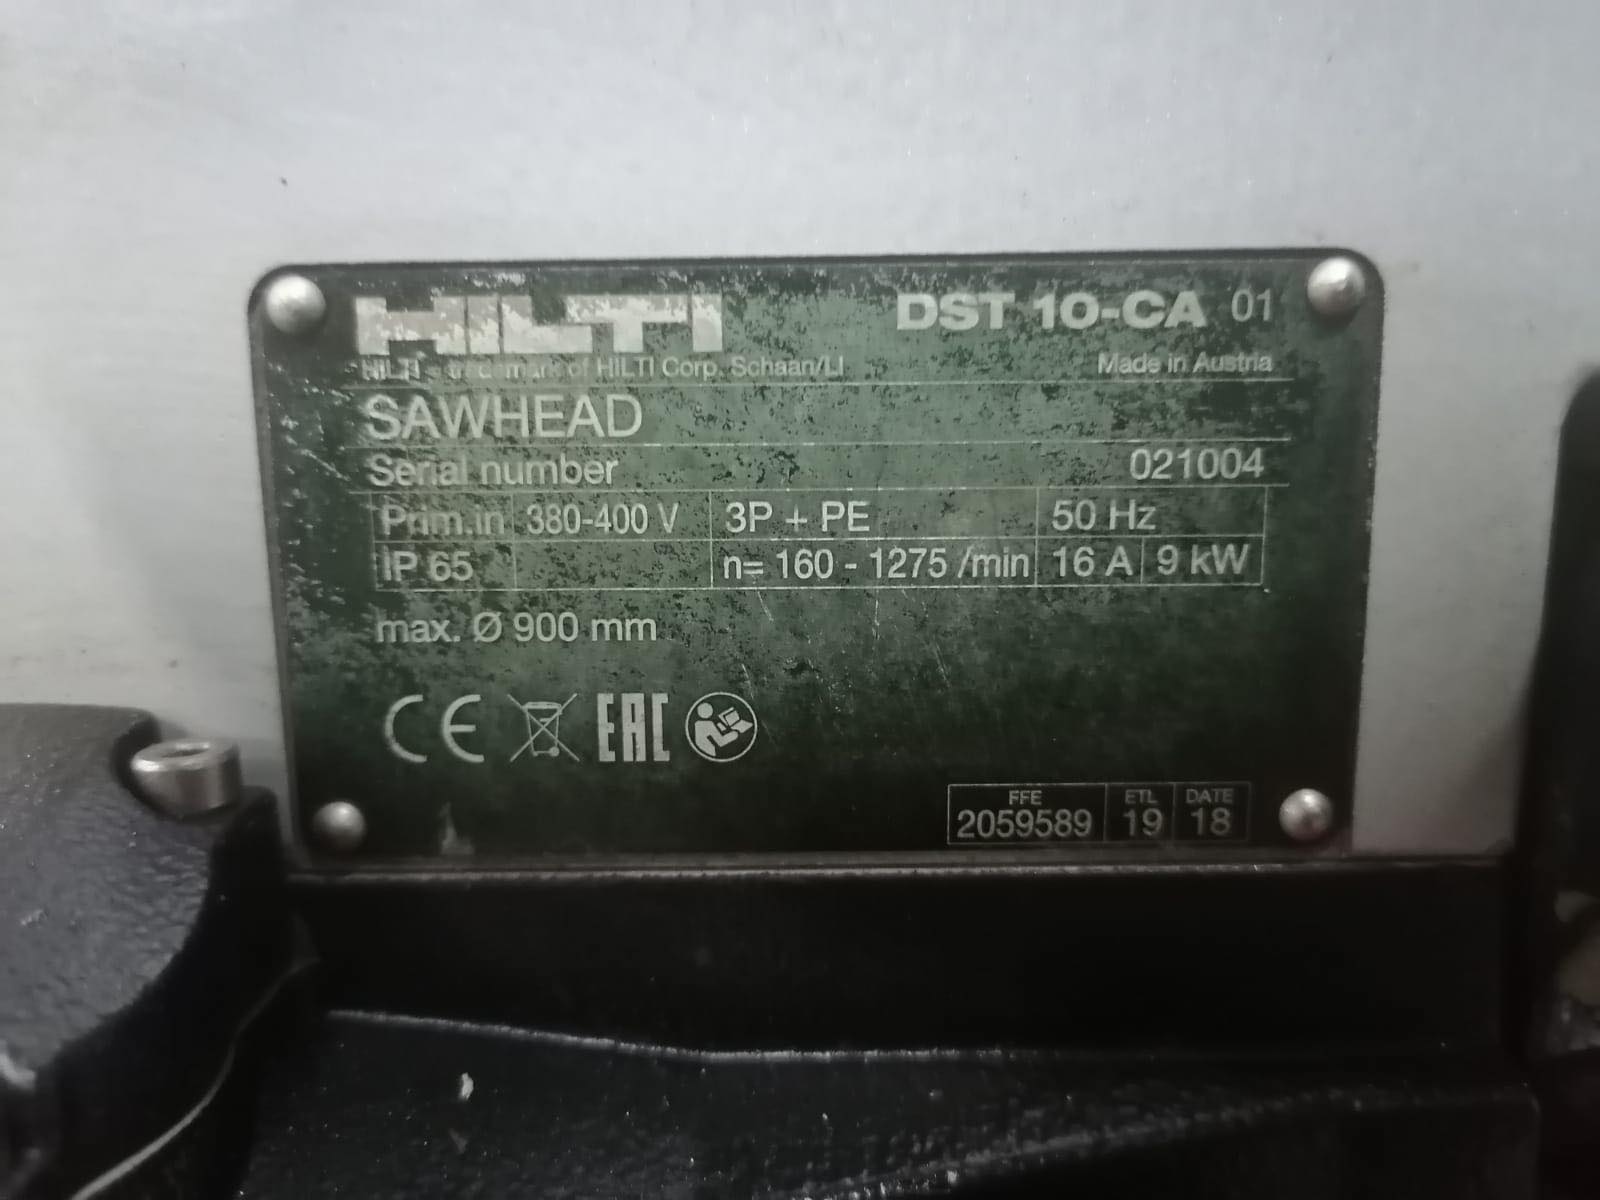 HILTI DST 10-CA 01
HILTI trademark of HILTI Corp. Schaan/LI Made in Austria
SAWHEAD
Serial number 021004
Prim.in 380-400 V 3P + PE 50 Hz
IP 65 n= 160 - 1275 /min 16 A 9 kW
max. Ø 900 mm
CE EAC
FFE ETL DATE
2059589 19 18